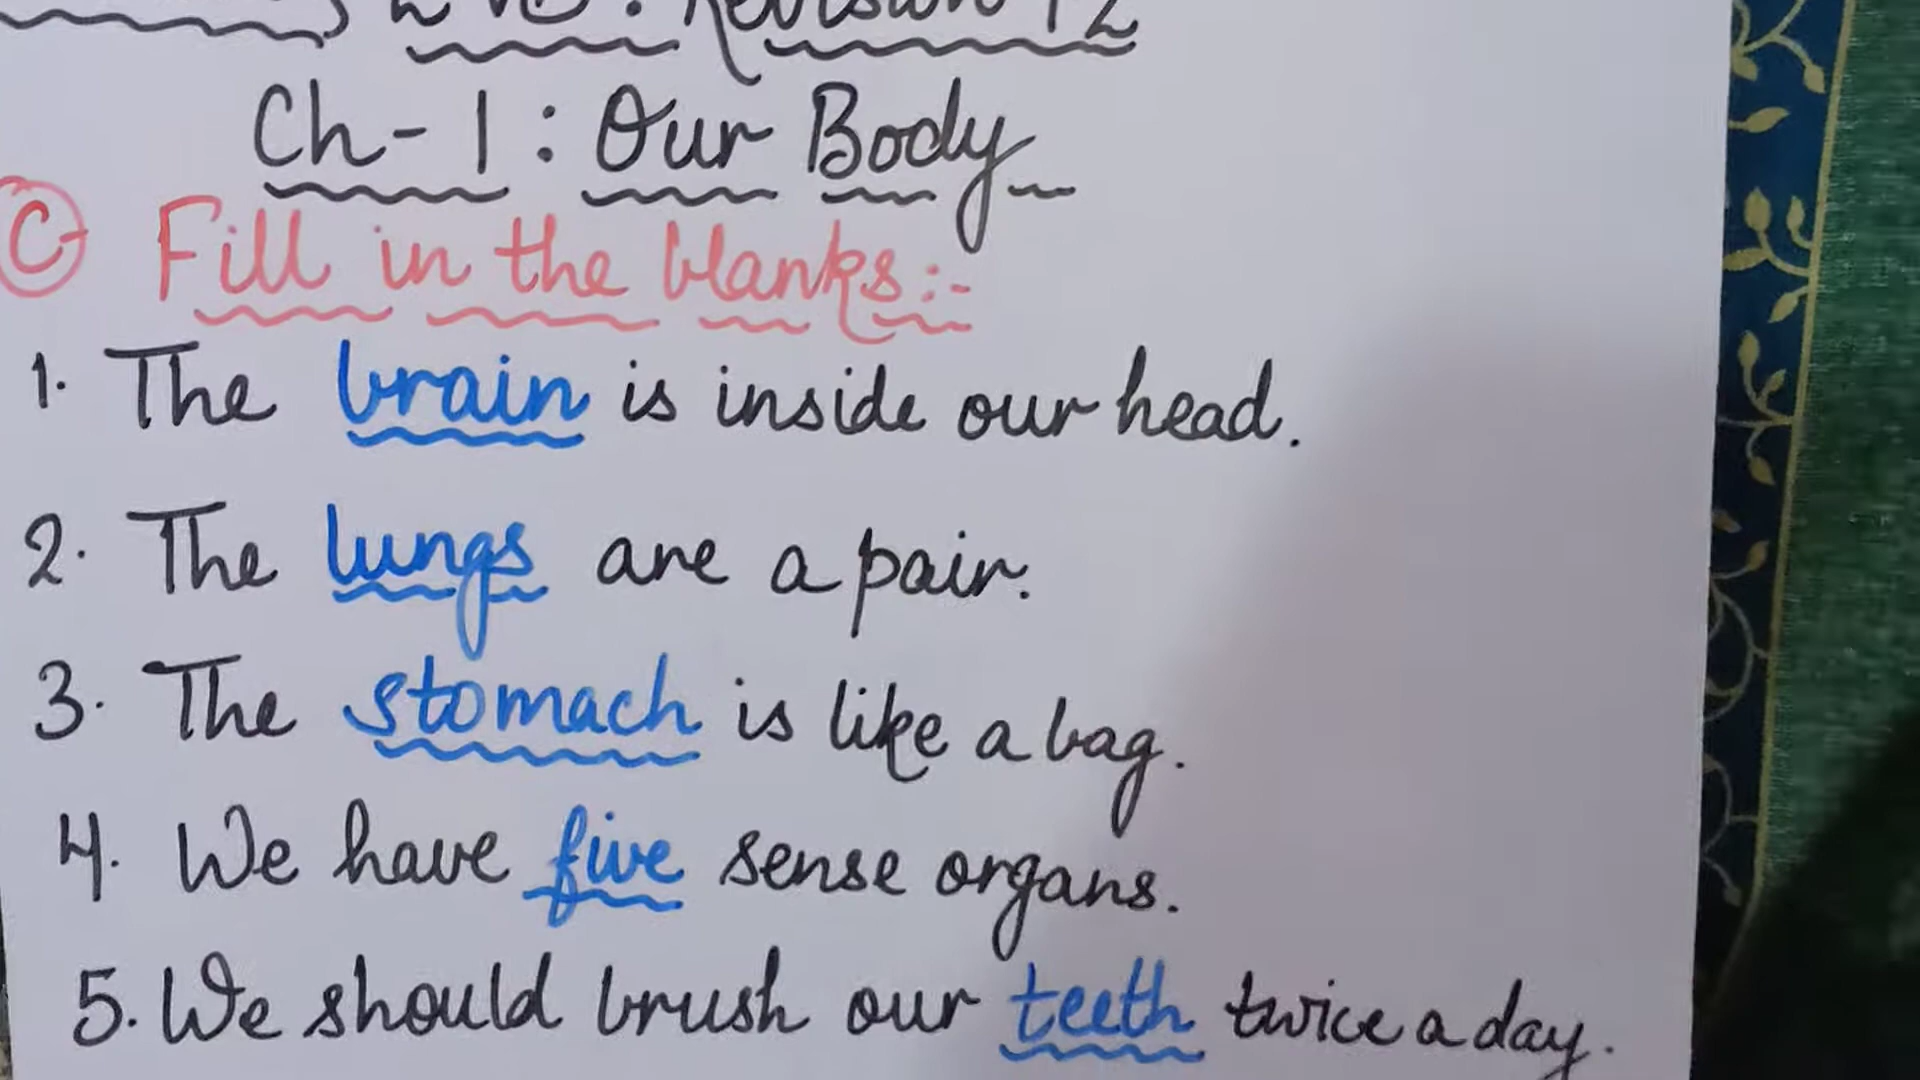 Revision
Ch-1: Our Body
C Fill in the blanks:-
1. The brain is inside our head.
2. The lungs are a pair.
3. The stomach is like a bag.
4. We have five sense organs.
5. We should brush our teeth twice a day.